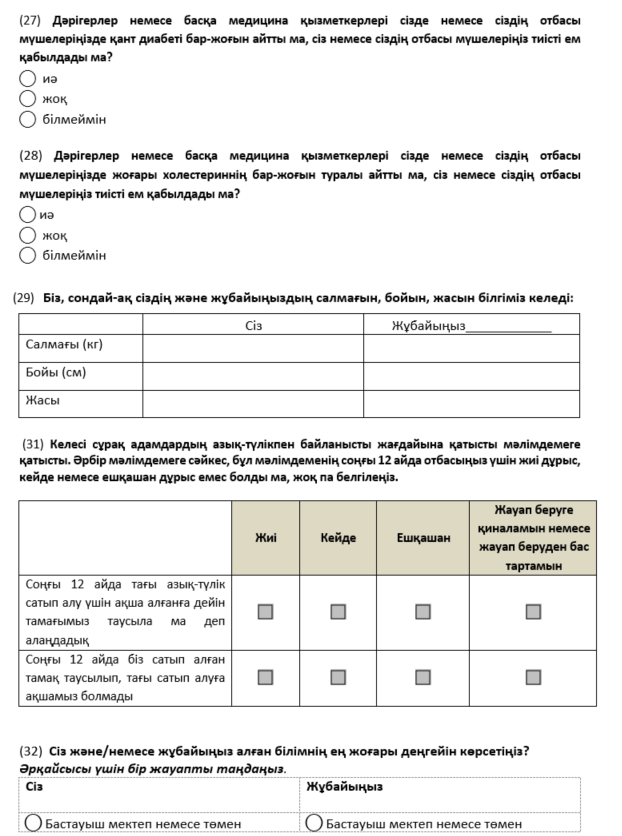 (27) Дәрігерлер немесе басқа медицина қызметкерлері сізде немесе сіздің отбасы
мүшелеріңізде қант диабеті бар-жоғын айтты ма, сіз немесе сіздің отбасы мүшелеріңіз тиісті ем
қабылдады ма?
иә
жоқ
білмеймін
(28) Дәрігерлер немесе басқа медицина қызметкерлері сізде немесе сіздің отбасы
мүшелеріңізде жоғары холестериннің бар-жоғын туралы айтты ма, сіз немесе сіздің отбасы
мүшелеріңіз тиісті ем қабылдады ма?
иә
жоқ
білмеймін
(29) Біз, сондай-ақ сіздің және жұбайыңыздың салмағын, бойын, жасын білгіміз келеді:
Сіз Жұбайыңыз_____________
Салмағы (кг)
Бойы (см)
Жасы
(31) Келесі сұрақ адамдардың азық-түлікпен байланысты жағдайына қатысты мәлімдемеге
қатысты. Әрбір мәлімдемеге сәйкес, бұл мәлімдеменің соңғы 12 айда отбасыңыз үшін жиі дұрыс,
кейде немесе ешқашан дұрыс емес болды ма, жоқ па белгілеңіз.
Жиі Кейде Ешқашан
Жауап беруге
қиналамын немесе
жауап беруден бас
тартамын
Соңғы 12 айда тағы азық-түлік
сатып алу үшін ақша алғанға дейін
тамағымыз таусыла ма деп
алаңдадық
Соңғы 12 айда біз сатып алған
тамақ таусылып, тағы сатып алуға
ақшамыз болмады
(32) Сіз және/немесе жұбайыңыз алған білімнің ең жоғары деңгейін көрсетіңіз?
Әрқайсысы үшін бір жауапты таңдаңыз.
Сіз Жұбайыңыз
Бастауыш мектеп немесе төмен Бастауыш мектеп немесе төмен